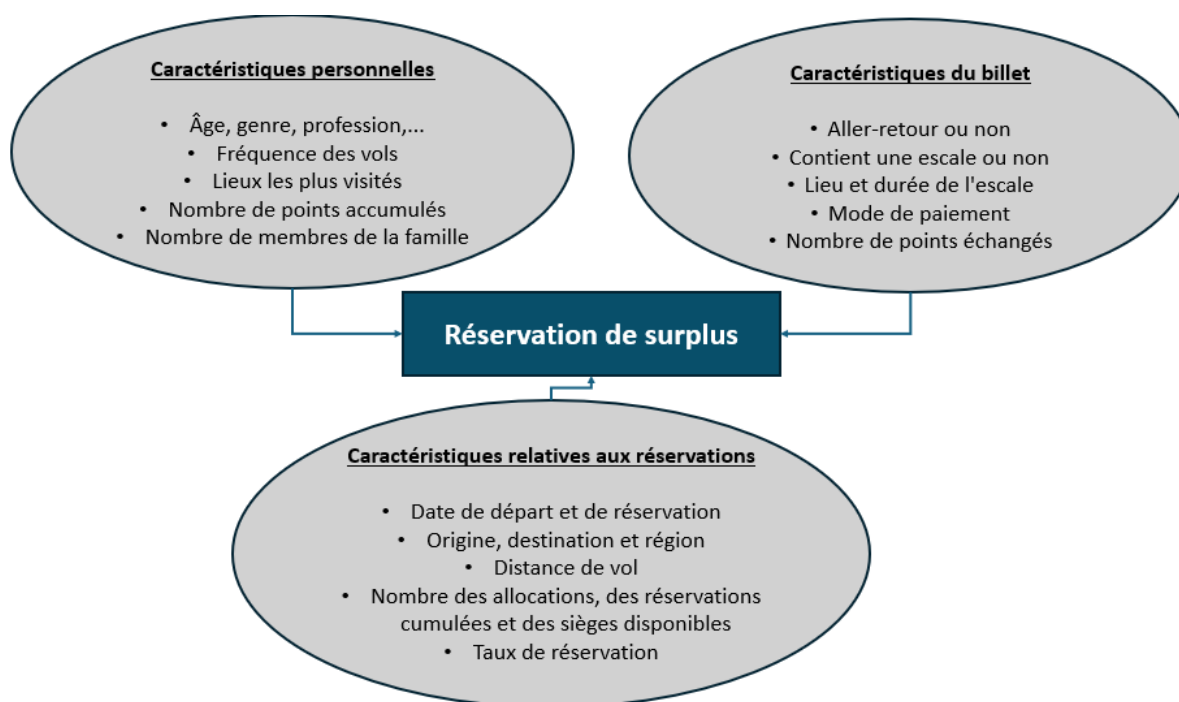 Caractéristiques personnelles
• Âge, genre, profession,...
• Fréquence des vols
• Lieux les plus visités
• Nombre de points accumulés
• Nombre de membres de la famille
Caractéristiques du billet
• Aller-retour ou non
• Contient une escale ou non
• Lieu et durée de l'escale
• Mode de paiement
• Nombre de points échangés
Réservation de surplus
Caractéristiques relatives aux réservations
• Date de départ et de réservation
• Origine, destination et région
• Distance de vol
• Nombre des allocations, des réservations
cumulées et des sièges disponibles
• Taux de réservation